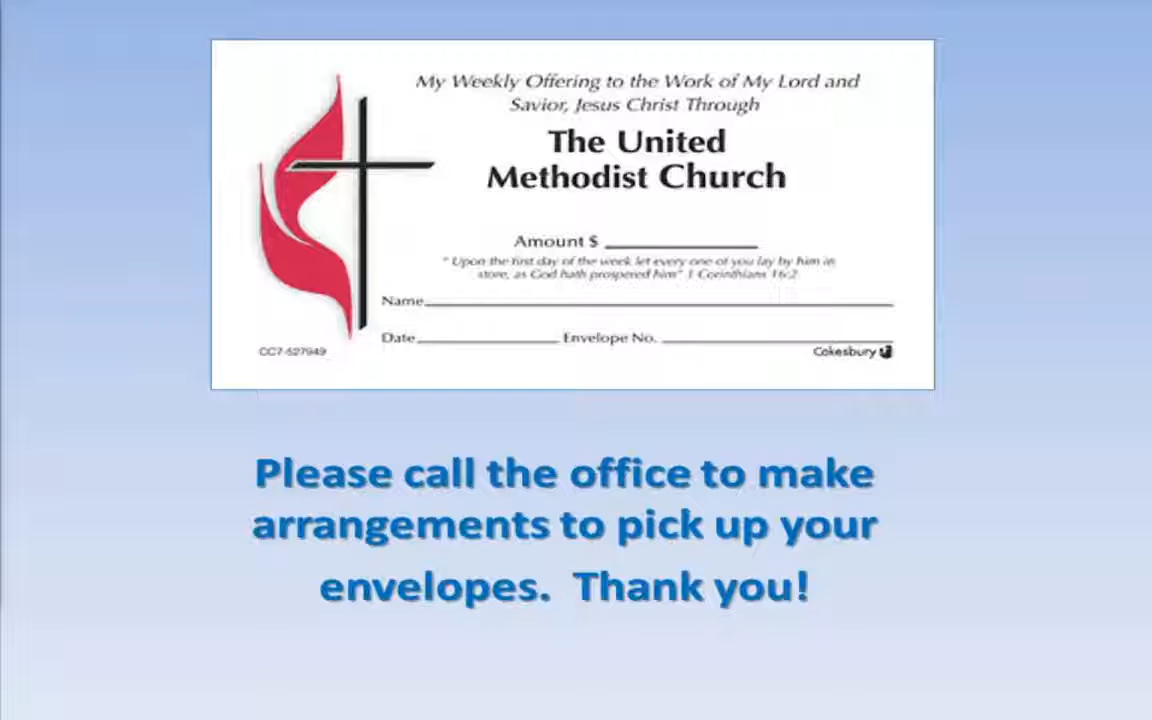 My Weekly Offering to the Work of My Lord and
Savior, Jesus Christ Through
The United
Methodist Church
Amount $
" Upon the first day of the week let every one of you lay by him in
store, as God hath prospered him" 1 Corinthians 16:2
Name
Date Envelope No.
CC7-527949 Cokesbury
Please call the office to make
arrangements to pick up your
envelopes. Thank you!